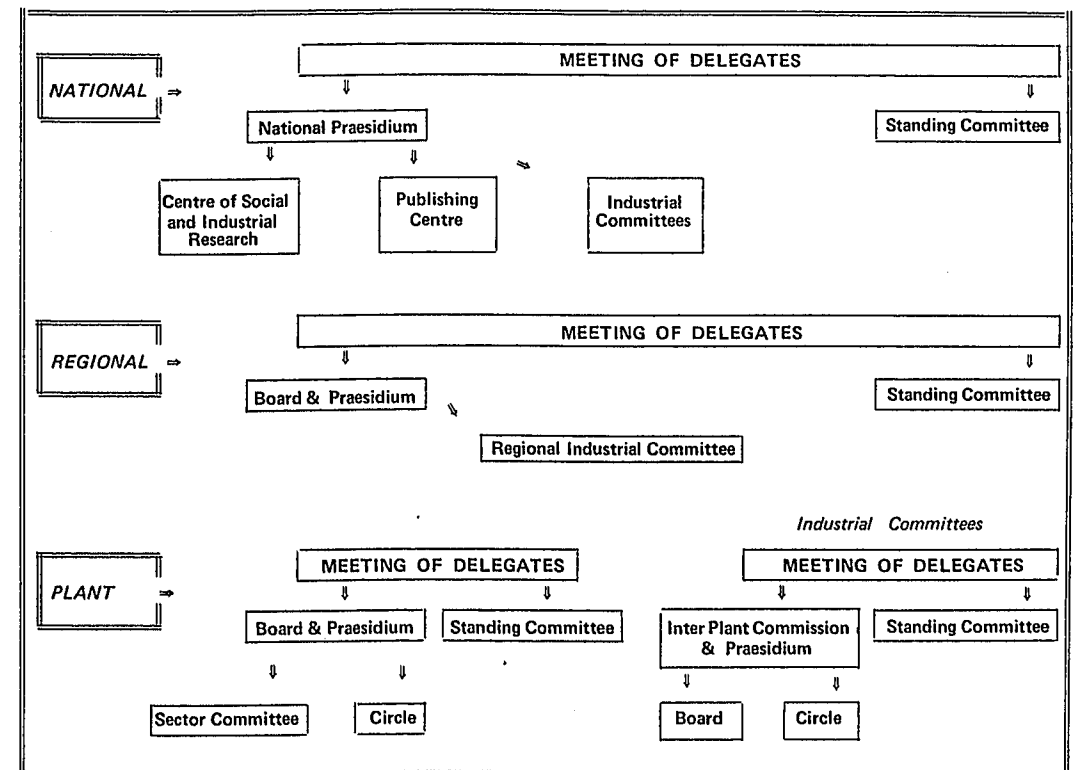 MEETING OF DELEGATES
NATIONAL ⇒
National Praesidium
Standing Committee
Centre of Social
and Industrial
Research
Publishing
Centre
Industrial
Committees
MEETING OF DELEGATES
REGIONAL ⇒
Board & Praesidium
Standing Committee
Regional Industrial Committee
Industrial Committees
PLANT ⇒
MEETING OF DELEGATES
MEETING OF DELEGATES
Board & Praesidium
Standing Committee
Inter Plant Commission
& Praesidium
Standing Committee
Sector Committee
Circle
Board
Circle